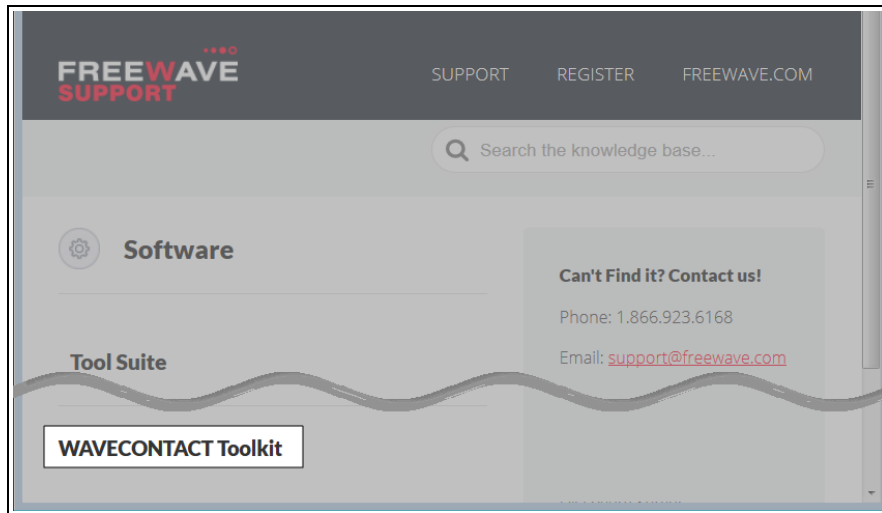 FREEWAVE
SUPPORT
SUPPORT REGISTER FREEWAVE.COM
Search the knowledge base...
Software
Can't Find it? Contact us!
Phone: 1.866.923.6168
Email: support@freewave.com
Tool Suite
WAVECONTACT Toolkit